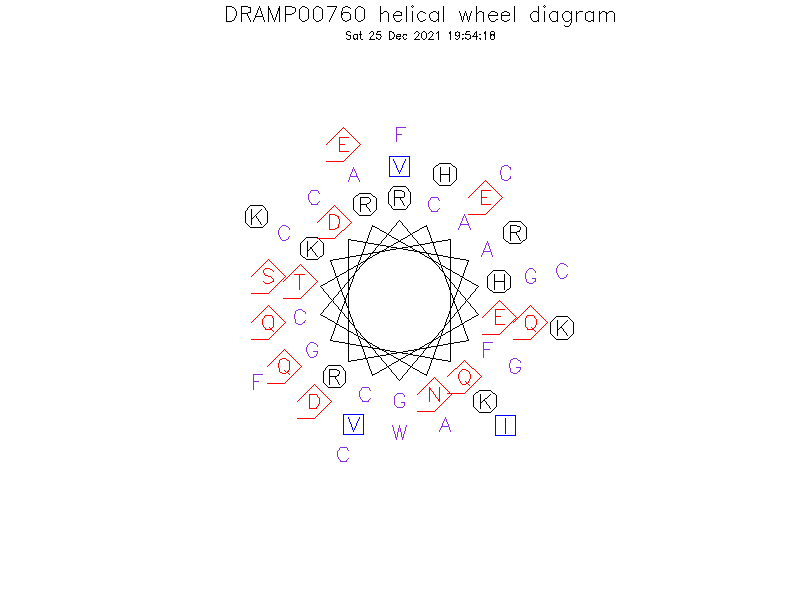 DRAMP00760 helical wheel diagram
Sat 25 Dec 2021 19:54:18
F
E
V
A H C
C R R C E
K D A
C R
K A
S T H G C
Q C E Q K
G F
Q G
F R Q
D C G N K
V W A I
C